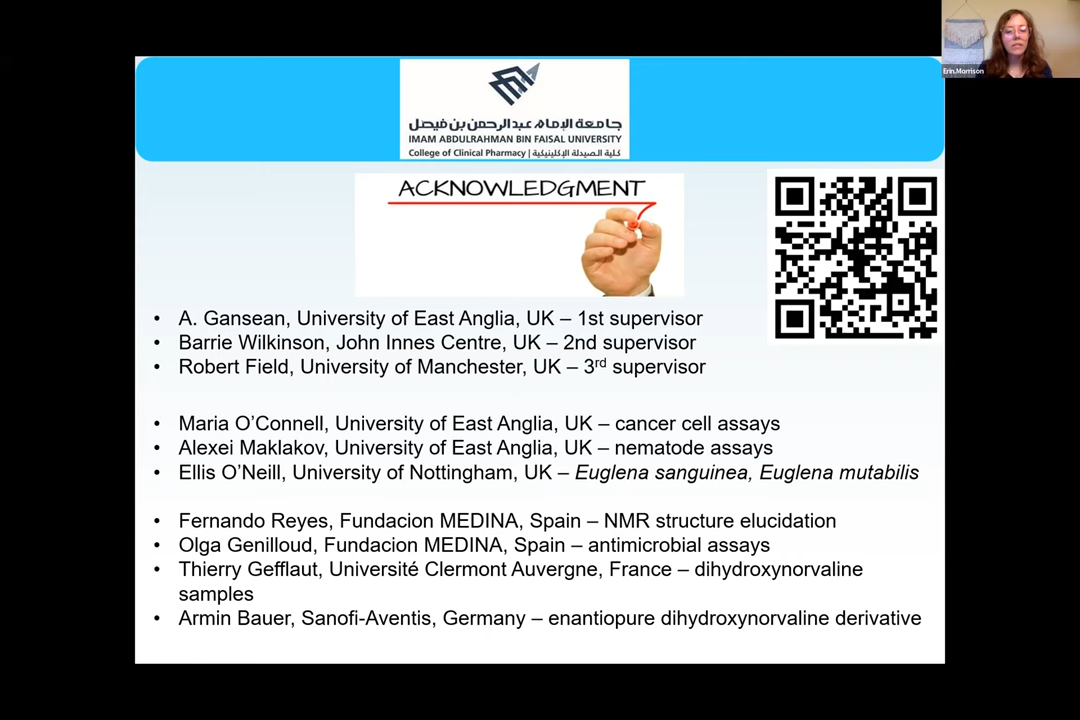 جامعة الإمام عبدالرحمن بن فيصل
IMAM ABDULRAHMAN BIN FAISAL UNIVERSITY
College of Clinical Pharmacy | كلية الصيدلة الإكلينيكية
Erin.Morrison
ACKNOWLEDGMENT
• A. Gansean, University of East Anglia, UK – 1st supervisor
• Barrie Wilkinson, John Innes Centre, UK – 2nd supervisor
• Robert Field, University of Manchester, UK – 3rd supervisor
• Maria O’Connell, University of East Anglia, UK – cancer cell assays
• Alexei Maklakov, University of East Anglia, UK – nematode assays
• Ellis O’Neill, University of Nottingham, UK – Euglena sanguinea, Euglena mutabilis
• Fernando Reyes, Fundacion MEDINA, Spain – NMR structure elucidation
• Olga Genilloud, Fundacion MEDINA, Spain – antimicrobial assays
• Thierry Gefflaut, Université Clermont Auvergne, France – dihydroxynorvaline
samples
• Armin Bauer, Sanofi-Aventis, Germany – enantiopure dihydroxynorvaline derivative